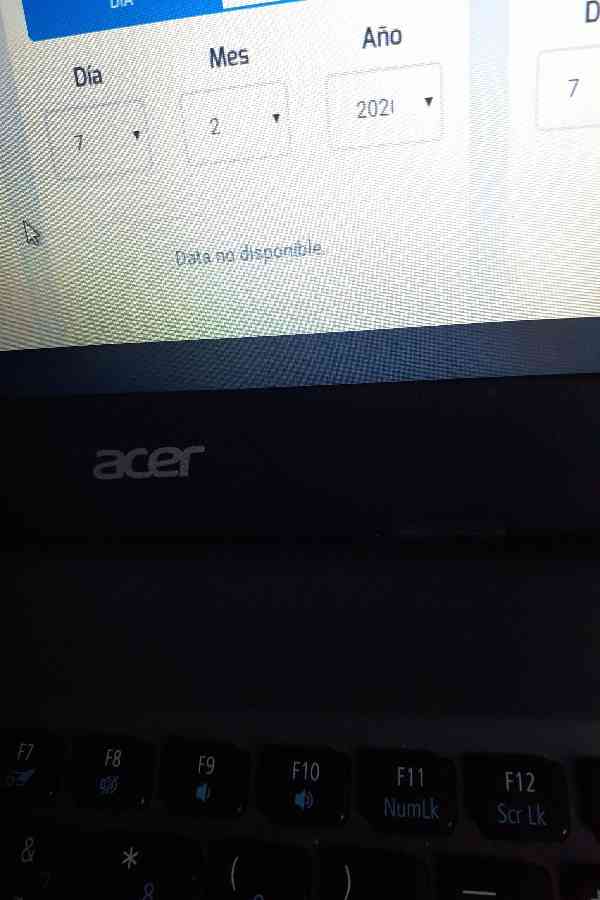 DIA
D
Día Mes Año
7 2 2021 7
Data no disponible.
acer
F7 F8 F9 F10 F11 F12
NumLk Scr Lk
& * ( )
7 8